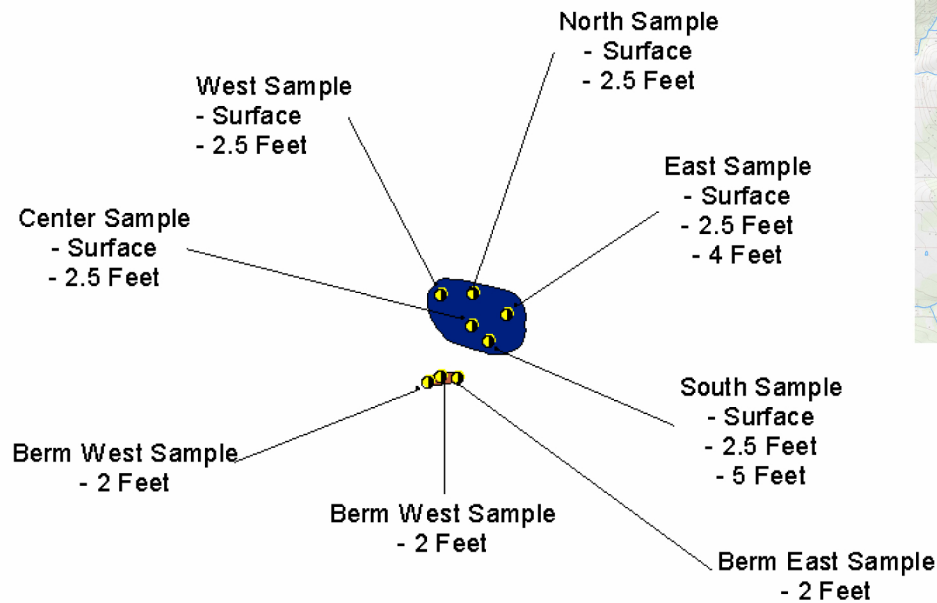 North Sample
- Surface
- 2.5 Feet
West Sample
- Surface
- 2.5 Feet
East Sample
- Surface
- 2.5 Feet
- 4 Feet
Center Sample
- Surface
- 2.5 Feet
South Sample
- Surface
- 2.5 Feet
- 5 Feet
Berm West Sample
- 2 Feet
Berm West Sample
- 2 Feet
Berm East Sample
- 2 Feet